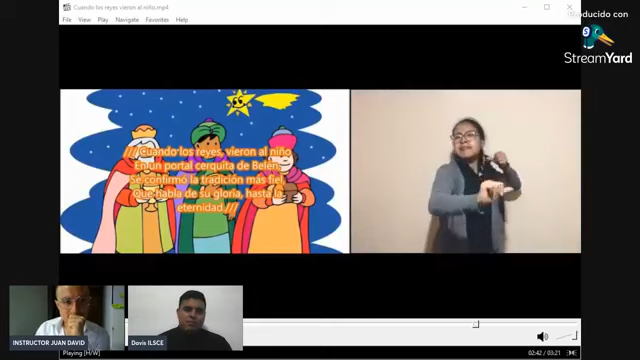 Cuando los reyes vieron al niño.mp4
File View Play Navigate Favorites Help
oducido con
StreamYard
/// Cuando los reyes, vieron al niño
En un portal cerquita de Belén,
Se confirmó la tradición más fiel,
Que habla de su gloria, hasta la
eternidad.///
INSTRUCTOR JUAN DAVID
Davis ILSCE
Playing [H/W]
02:42 / 03:21